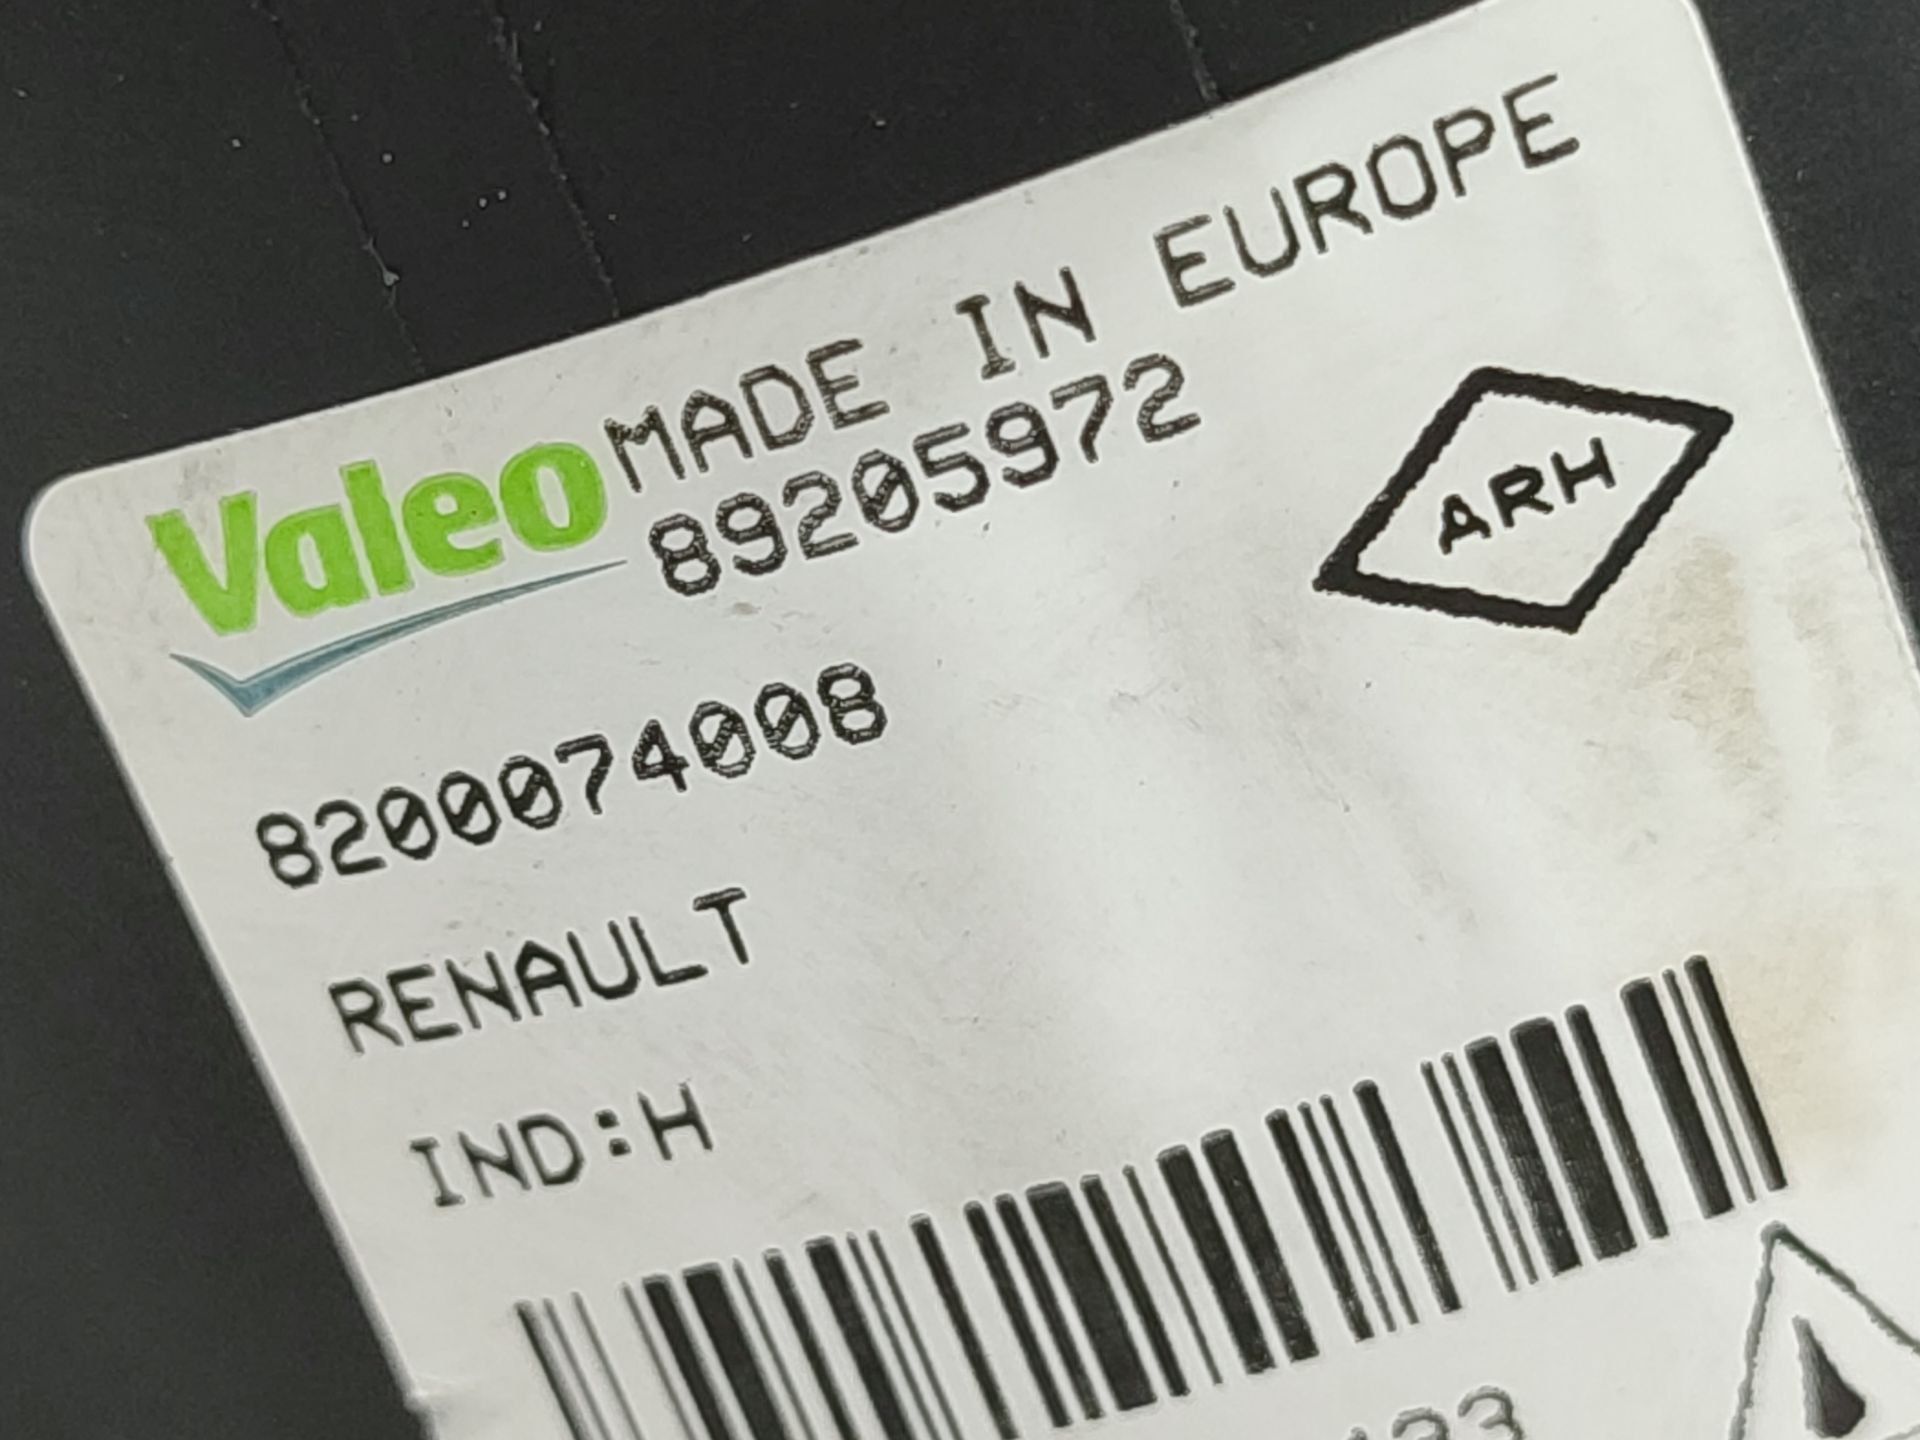 Valeo MADE IN EUROPE
89205972
ARH
8200074008
RENAULT
IND:H